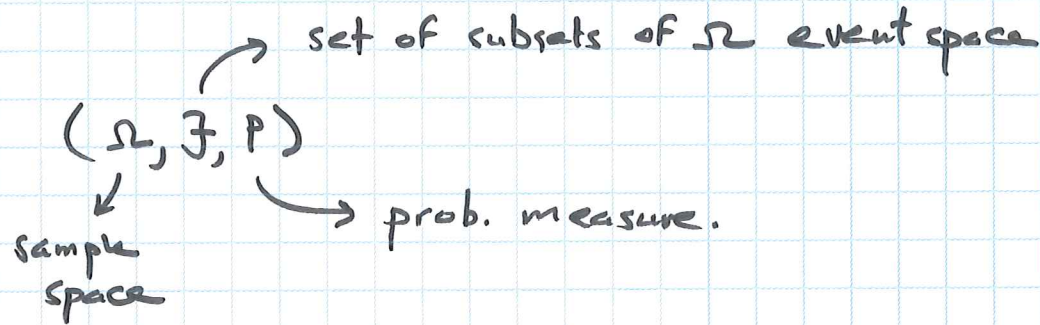 set of subsets of Ω event space
(Ω, ℱ, P)
prob. measure.
sample
space